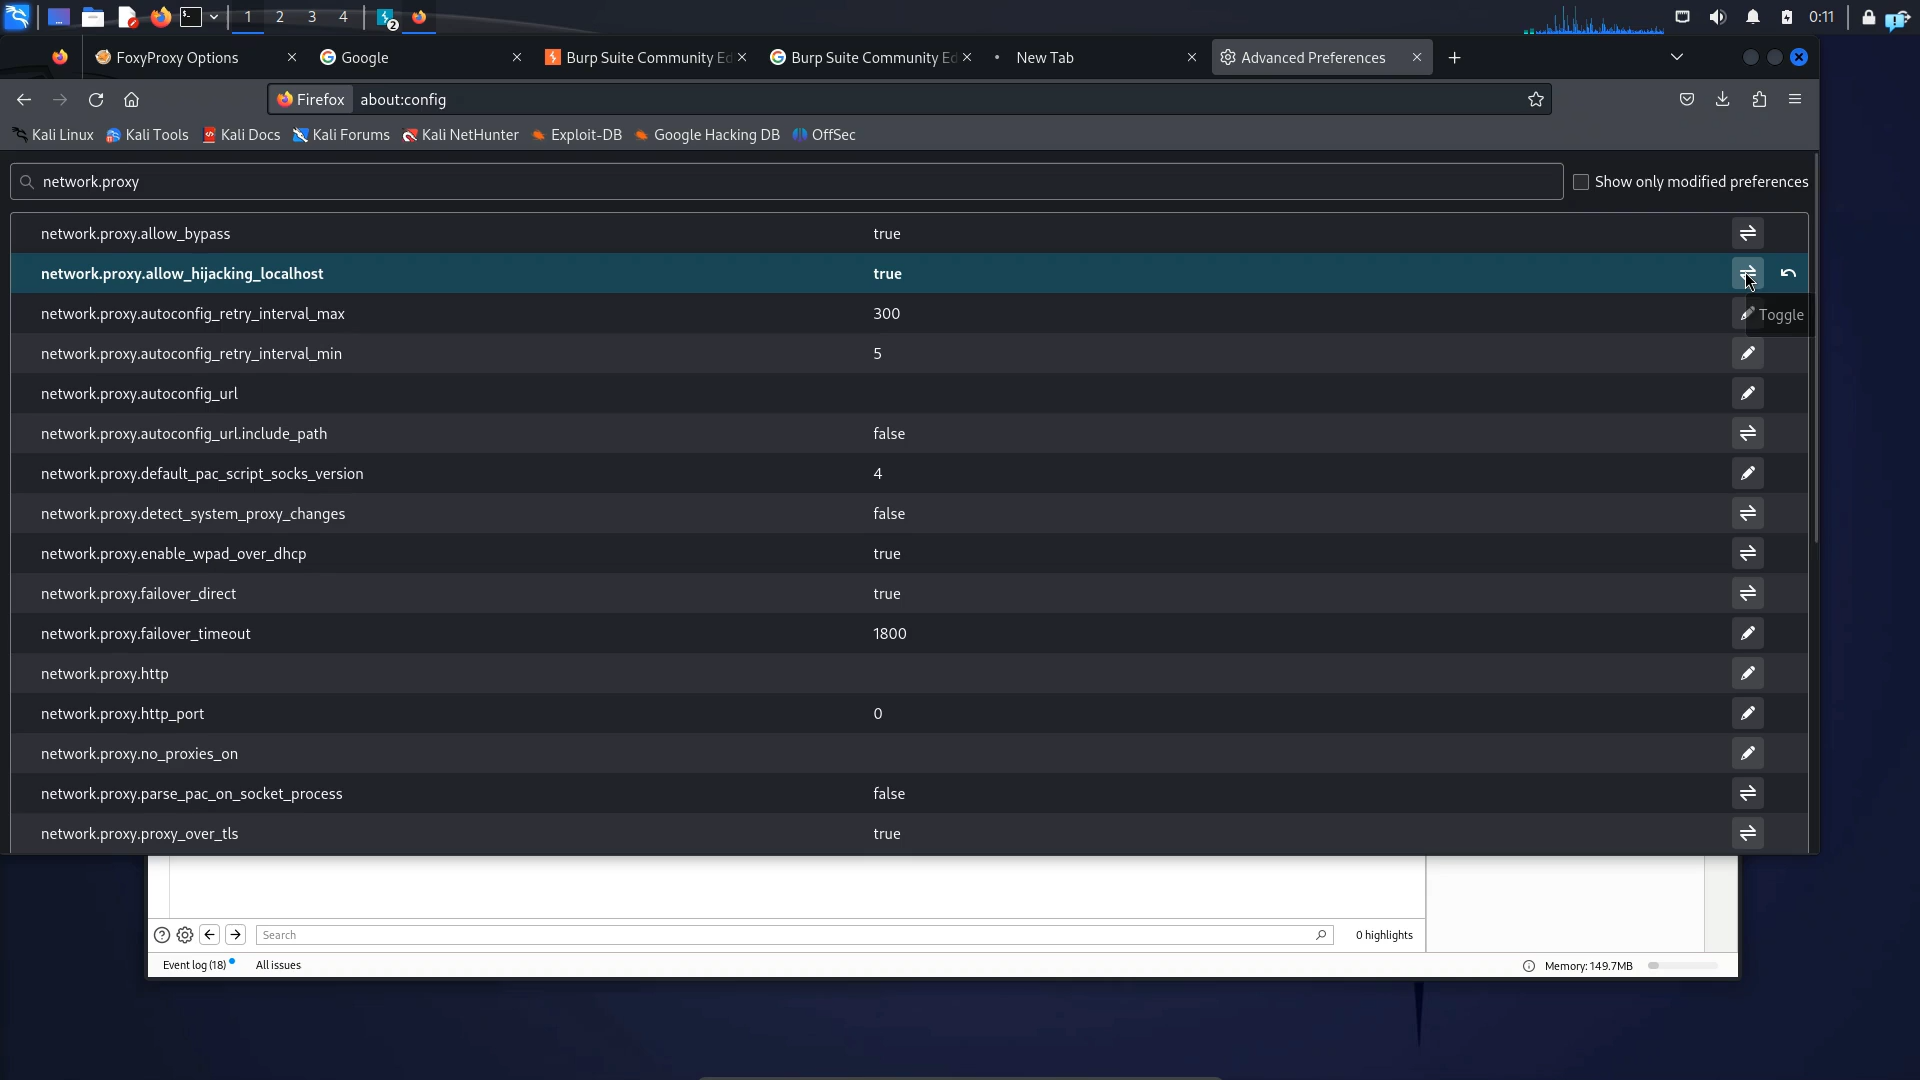 1 2 3 4 2 0:11
FoxyProxy Options Google Burp Suite Community Ed Burp Suite Community Ed New Tab Advanced Preferences
Firefox about:config
Kali Linux Kali Tools Kali Docs Kali Forums Kali NetHunter Exploit-DB Google Hacking DB OffSec
network.proxy Show only modified preferences
network.proxy.allow_bypass true
network.proxy.allow_hijacking_localhost true
network.proxy.autoconfig_retry_interval_max 300 Toggle
network.proxy.autoconfig_retry_interval_min 5
network.proxy.autoconfig_url
network.proxy.autoconfig_url.include_path false
network.proxy.default_pac_script_socks_version 4
network.proxy.detect_system_proxy_changes false
network.proxy.enable_wpad_over_dhcp true
network.proxy.failover_direct true
network.proxy.failover_timeout 1800
network.proxy.http
network.proxy.http_port 0
network.proxy.no_proxies_on
network.proxy.parse_pac_on_socket_process false
network.proxy.proxy_over_tls true
Search 0 highlights
Event log (18) All issues Memory: 149.7MB